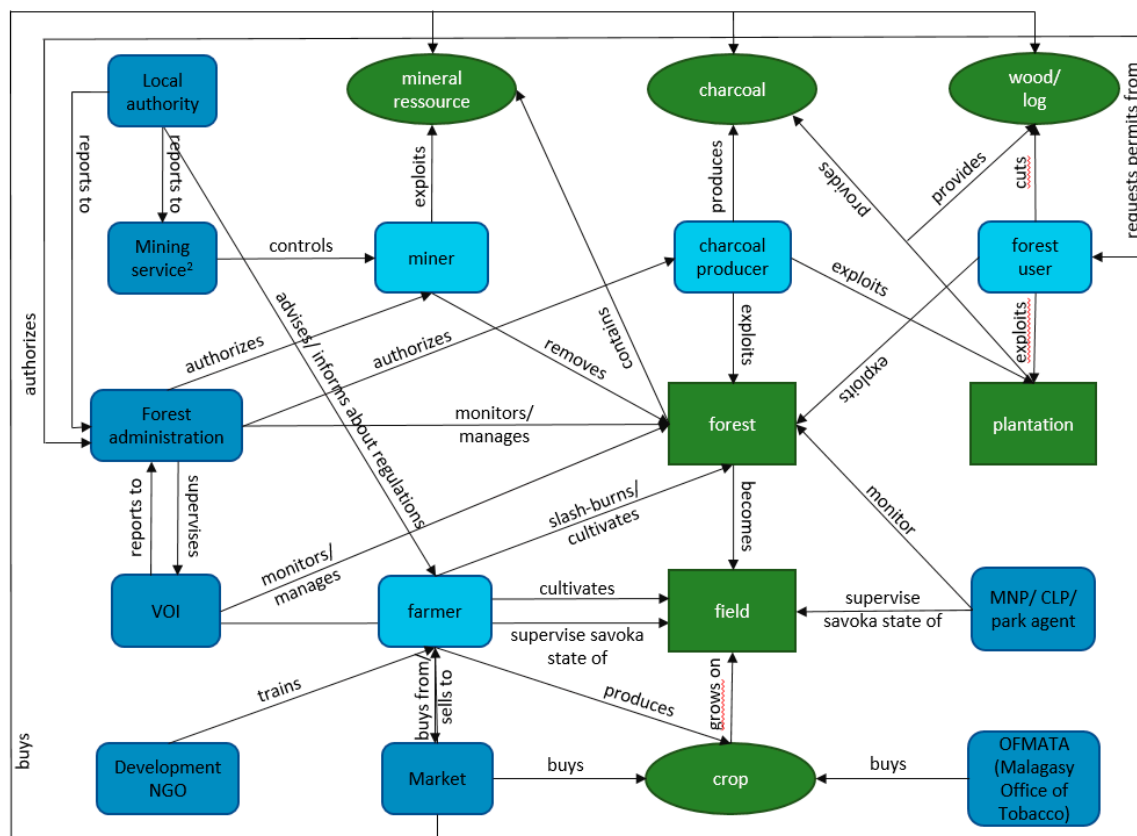 Local
authority
mineral
ressource
charcoal
wood/
log
requests permits from
reports to
reports to
exploits
produces
provides
provides
cuts
Mining
service²
controls
miner
charcoal
producer
forest
user
authorizes
advises/ informs about regulations
authorizes
authorizes
removes
contains
exploits
exploits
exploits
exploits
Forest
administration
monitors/
manages
forest
plantation
reports to
supervises
monitors/
manages
slash-burns/
cultivates
becomes
monitor
VOI
farmer
cultivates
supervise savoka
state of
field
supervise
savoka state of
MNP/ CLP/
park agent
trains
buys from
sells to
produces
grows on
buys
Development
NGO
Market
buys
crop
buys
OFMATA
(Malagasy
Office of
Tobacco)